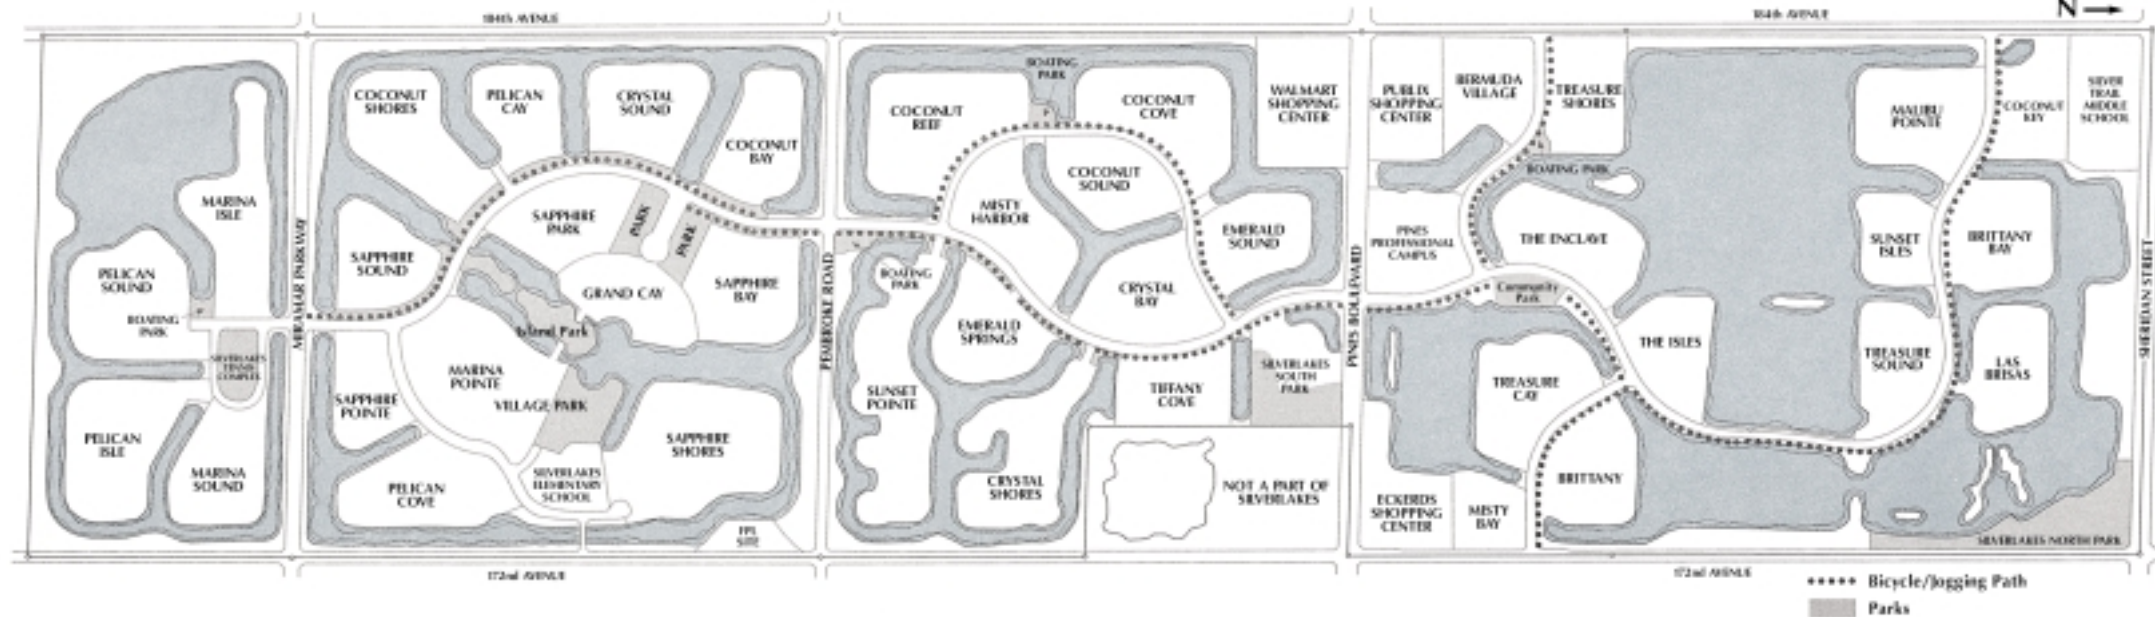 184th AVENUE
184th AVENUE
N
COCONUT
SHORES
PELICAN
CAY
CRYSTAL
SOUND
COCONUT
BAY
BOATING
PARK
COCONUT
REEF
P
COCONUT
COVE
WALMART
SHOPPING
CENTER
PUBLIX
SHOPPING
CENTER
BERMUDA
VILLAGE
TREASURE
SHORES
MALIBU
POINTE
COCONUT
KEY
SILVER
TRAIL
MIDDLE
SCHOOL
MARINA
ISLE
SAPPHIRE
PARK
PARK
PARK
MISTY
HARBOR
COCONUT
SOUND
EMERALD
SOUND
BOATING PARK
PINES
PROFESSIONAL
CAMPUS
THE ENCLAVE
SUNSET
ISLES
BRITTANY
BAY
PELICAN
SOUND
MIRAMAR PARKWAY
SAPPHIRE
SOUND
GRAND CAY
SAPPHIRE
BAY
PEMBROKE ROAD
BOATING
PARK
CRYSTAL
BAY
PINES BOULEVARD
Community
Park
SHERIDAN STREET
BOATING
PARK
P
Island Park
EMERALD
SPRINGS
THE ISLES
TREASURE
SOUND
LAS
BRISAS
SILVERLAKES
TENNIS
COMPLEX
MARINA
POINTE
VILLAGE PARK
SAPPHIRE
POINTE
SUNSET
POINTE
TIFFANY
COVE
SILVERLAKES
SOUTH
PARK
TREASURE
CAY
PELICAN
ISLE
MARINA
SOUND
PELICAN
COVE
SILVERLAKES
ELEMENTARY
SCHOOL
SAPPHIRE
SHORES
CRYSTAL
SHORES
NOT A PART OF
SILVERLAKES
ECKERDS
SHOPPING
CENTER
MISTY
BAY
BRITTANY
FPL
SITE
SILVERLAKES NORTH PARK
172nd AVENUE
172nd AVENUE
Bicycle/Jogging Path
Parks